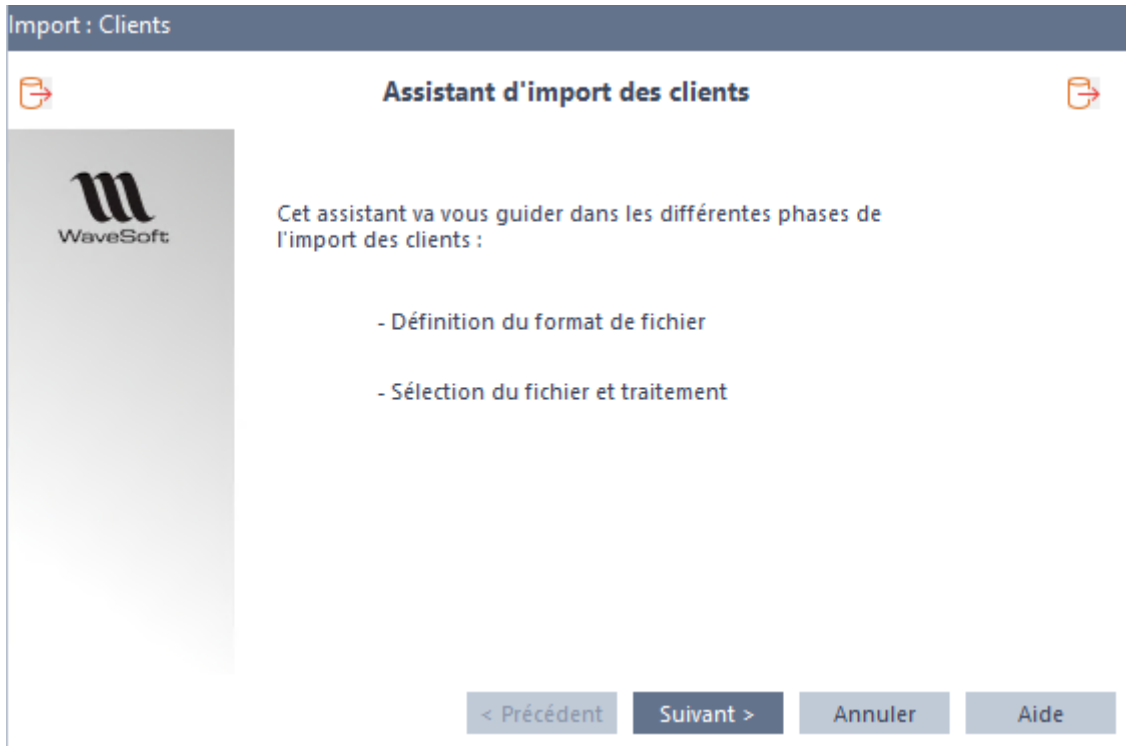 Import : Clients
Assistant d'import des clients
WaveSoft
Cet assistant va vous guider dans les différentes phases de
l'import des clients :
- Définition du format de fichier
- Sélection du fichier et traitement
< Précédent
Suivant >
Annuler
Aide